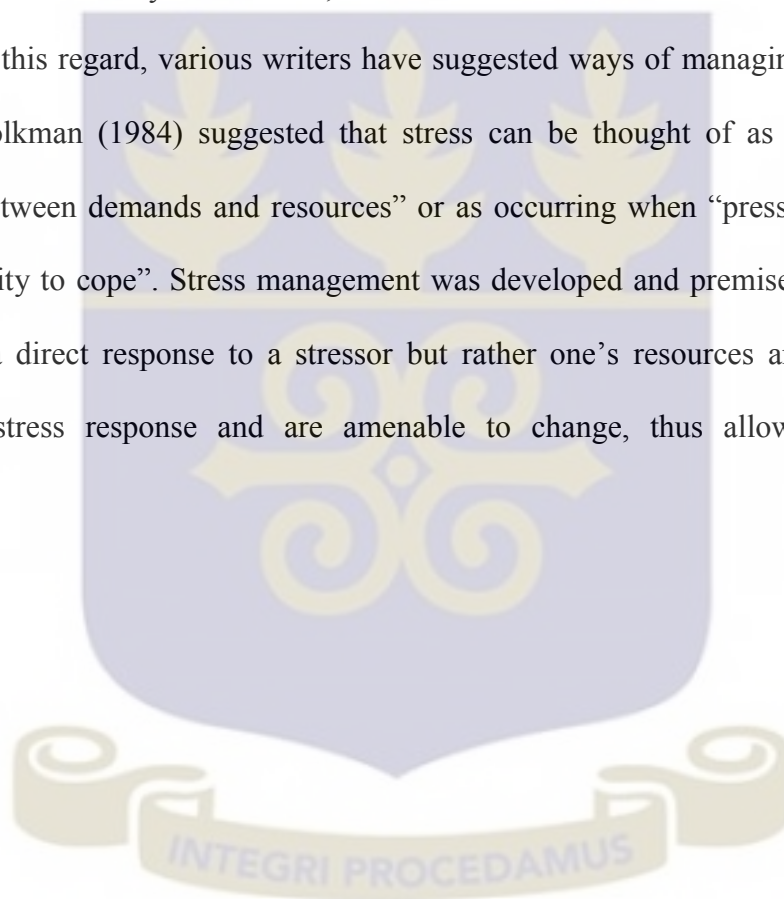 this regard, various writers have suggested ways of managin
lkman (1984) suggested that stress can be thought of as
tween demands and resources” or as occurring when “press
ity to cope”. Stress management was developed and premise
direct response to a stressor but rather one’s resources a
stress response and are amenable to change, thus allow
INTEGRI PROCEDAMUS